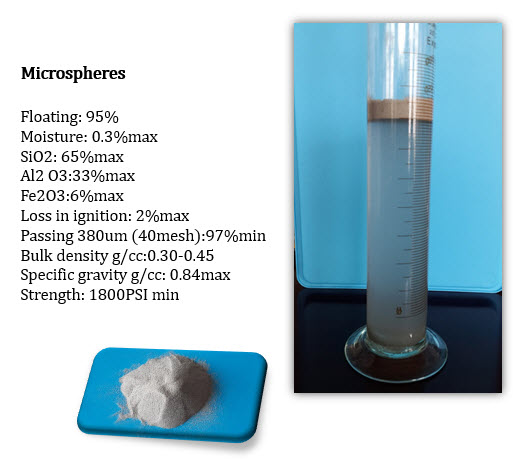 Microspheres
Floating: 95%
Moisture: 0.3%max
SiO2: 65%max
Al2 O3:33%max
Fe2O3:6%max
Loss in ignition: 2%max
Passing 380um (40mesh):97%min
Bulk density g/cc:0.30-0.45
Specific gravity g/cc: 0.84max
Strength: 1800PSI min